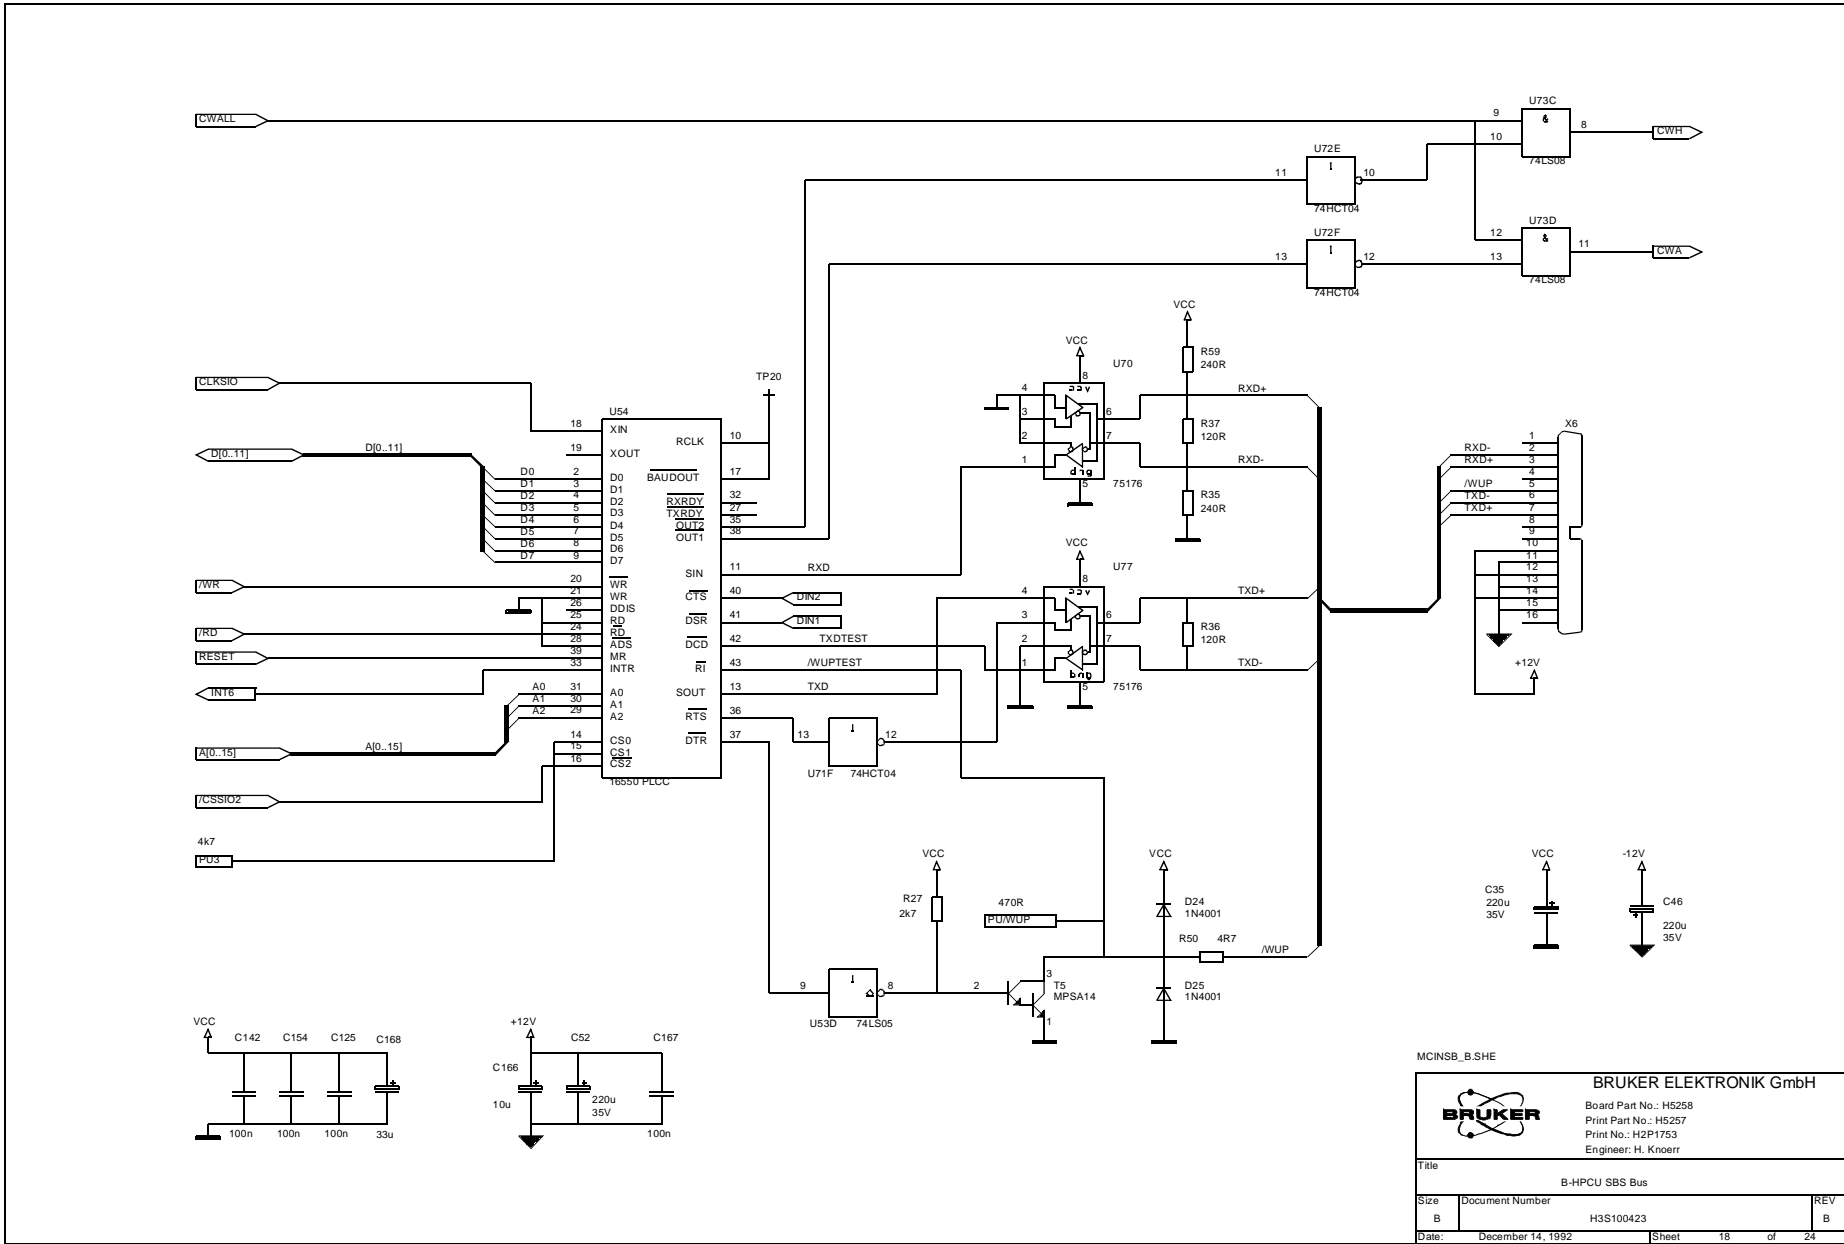 U73C
CWALL
9
&
8
CWH
10
74LS08
U72E
11
1
10
74HCT04
U73D
12
&
11
CWA
13
74LS08
U72F
13
1
12
74HCT04
VCC
R59
240R
VCC
U70
8
vcc
4
3
2
1
6
7
RXD+
R37
120R
RXD-
5
gnd
75176
R35
240R
CLKSIO
TP20
U54
18
XIN
RCLK
10
19
XOUT
D[0..11]
D[0..11]
BAUDOUT
17
D0
2
D0
D1
3
D1
D2
4
D2
RXRDY
32
D3
5
D3
TXRDY
27
D4
6
D4
OUT2
35
D5
7
D5
OUT1
38
D6
8
D6
D7
9
D7
SIN
11
RXD
/WR
20
WR
21
WR
CTS
40
DIN2
26
DDIS
25
RD
DSR
41
DIN1
/RD
24
RD
28
ADS
DCD
42
TXDTEST
RESET
39
MR
33
INTR
RI
43
/WUPTEST
INT6
A0
31
A0
SOUT
13
TXD
A1
30
A1
A2
29
A2
RTS
36
14
CS0
DTR
37
A[0..15]
A[0..15]
15
CS1
16
CS2
16550 PLCC
/CSSIO2
4k7
PU3
VCC
U77
8
vcc
4
3
2
1
6
7
TXD+
R36
120R
TXD-
5
gnd
75176
13
1
12
U71F
74HCT04
X6
1
RXD-
2
RXD+
3
4
/WUP
5
TXD-
6
TXD+
7
8
9
10
11
12
13
14
15
16
+12V
VCC
R27
2k7
470R
PU/WUP
VCC
D24
1N4001
R50
4R7
/WUP
D25
1N4001
9
1
8
U53D
74LS05
2
3
T5
MPSA14
1
VCC
C35
220u
35V
-12V
C46
220u
35V
VCC
C142
C154
C125
C168
100n
100n
100n
33u
+12V
C52
C167
C166
10u
220u
35V
100n
MCINSB_B.SHE
BRUKER
BRUKER ELEKTRONIK GmbH
Board Part No.: H5258
Print Part No.: H5257
Print No.: H2P1753
Engineer: H. Knoerr
Title
B-HPCU SBS Bus
Size
Document Number
REV
B
H3S100423
B
Date:
December 14, 1992
Sheet
18
of
24